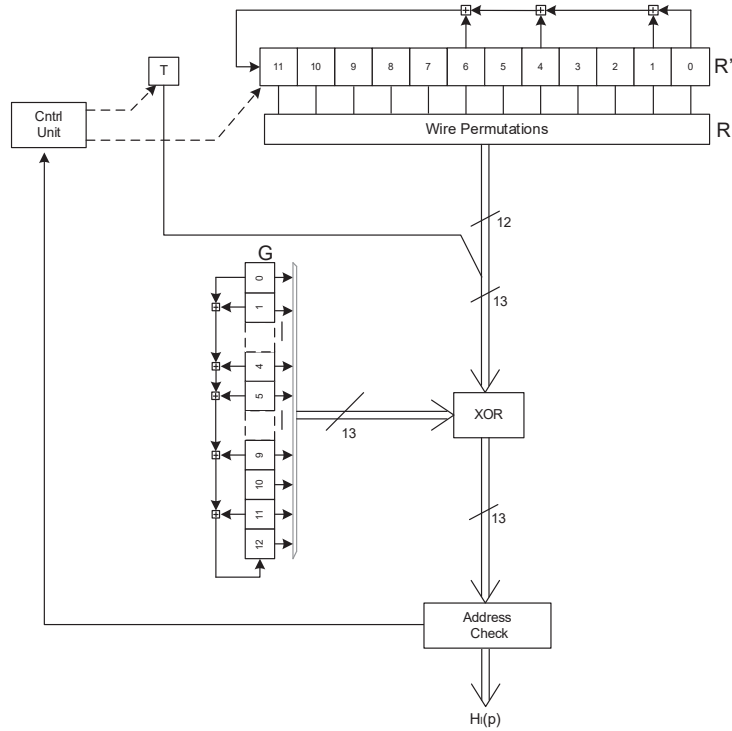 T
11 10 9 8 7 6 5 4 3 2 1 0
R'
Cntrl
Unit
Wire Permutations
R
12
13
G
0
1
4
5
9
10
11
12
13
XOR
13
Address
Check
Hl(p)